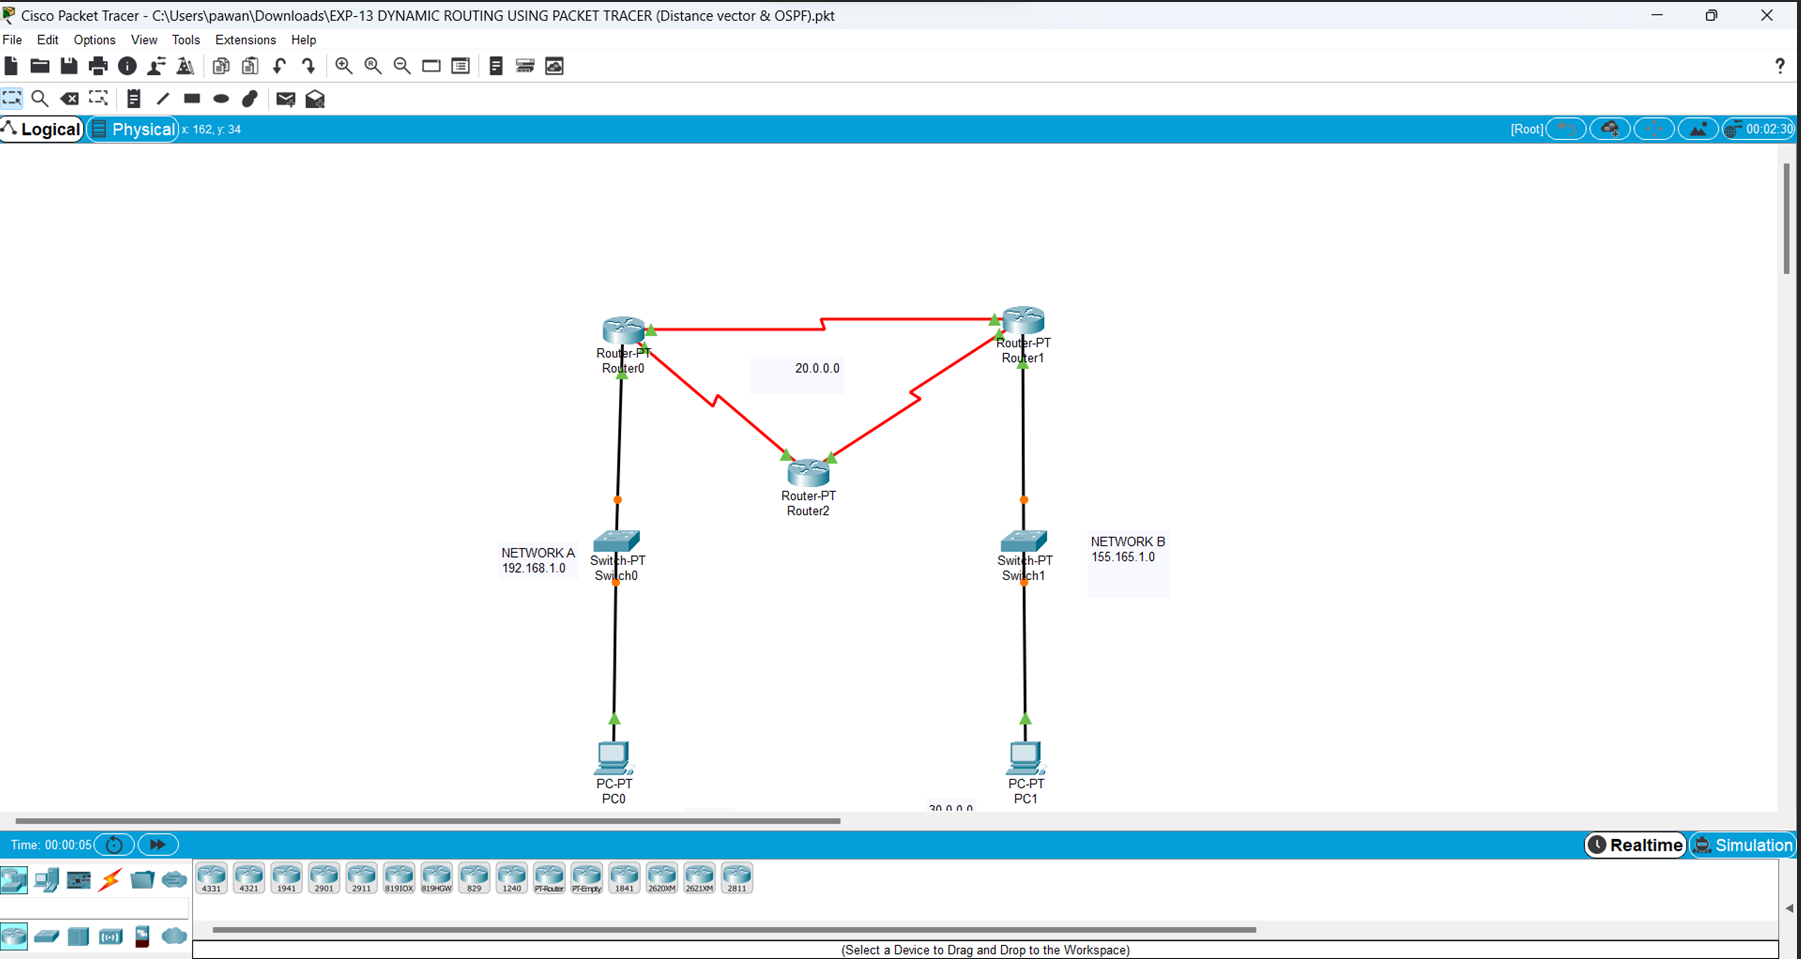 Cisco Packet Tracer - C:\Users\pawan\Downloads\EXP-13 DYNAMIC ROUTING USING PACKET TRACER (Distance vector & OSPF).pkt
File Edit Options View Tools Extensions Help
?
Logical Physical x: 162, y: 34 [Root] 00:02:30
Router-PT
Router0
Router-PT
Router1
20.0.0.0
Router-PT
Router2
NETWORK A
192.168.1.0
Switch-PT
Switch0
Switch-PT
Switch1
NETWORK B
155.165.1.0
PC-PT
PC0
PC-PT
PC1
30.0.0.0
Time: 00:00:05 Realtime Simulation
4331 4321 1941 2901 2911 819IOX 819HGW 829 1240 PT-Router PT-Empty 1841 2620XM 2621XM 2811
(Select a Device to Drag and Drop to the Workspace)